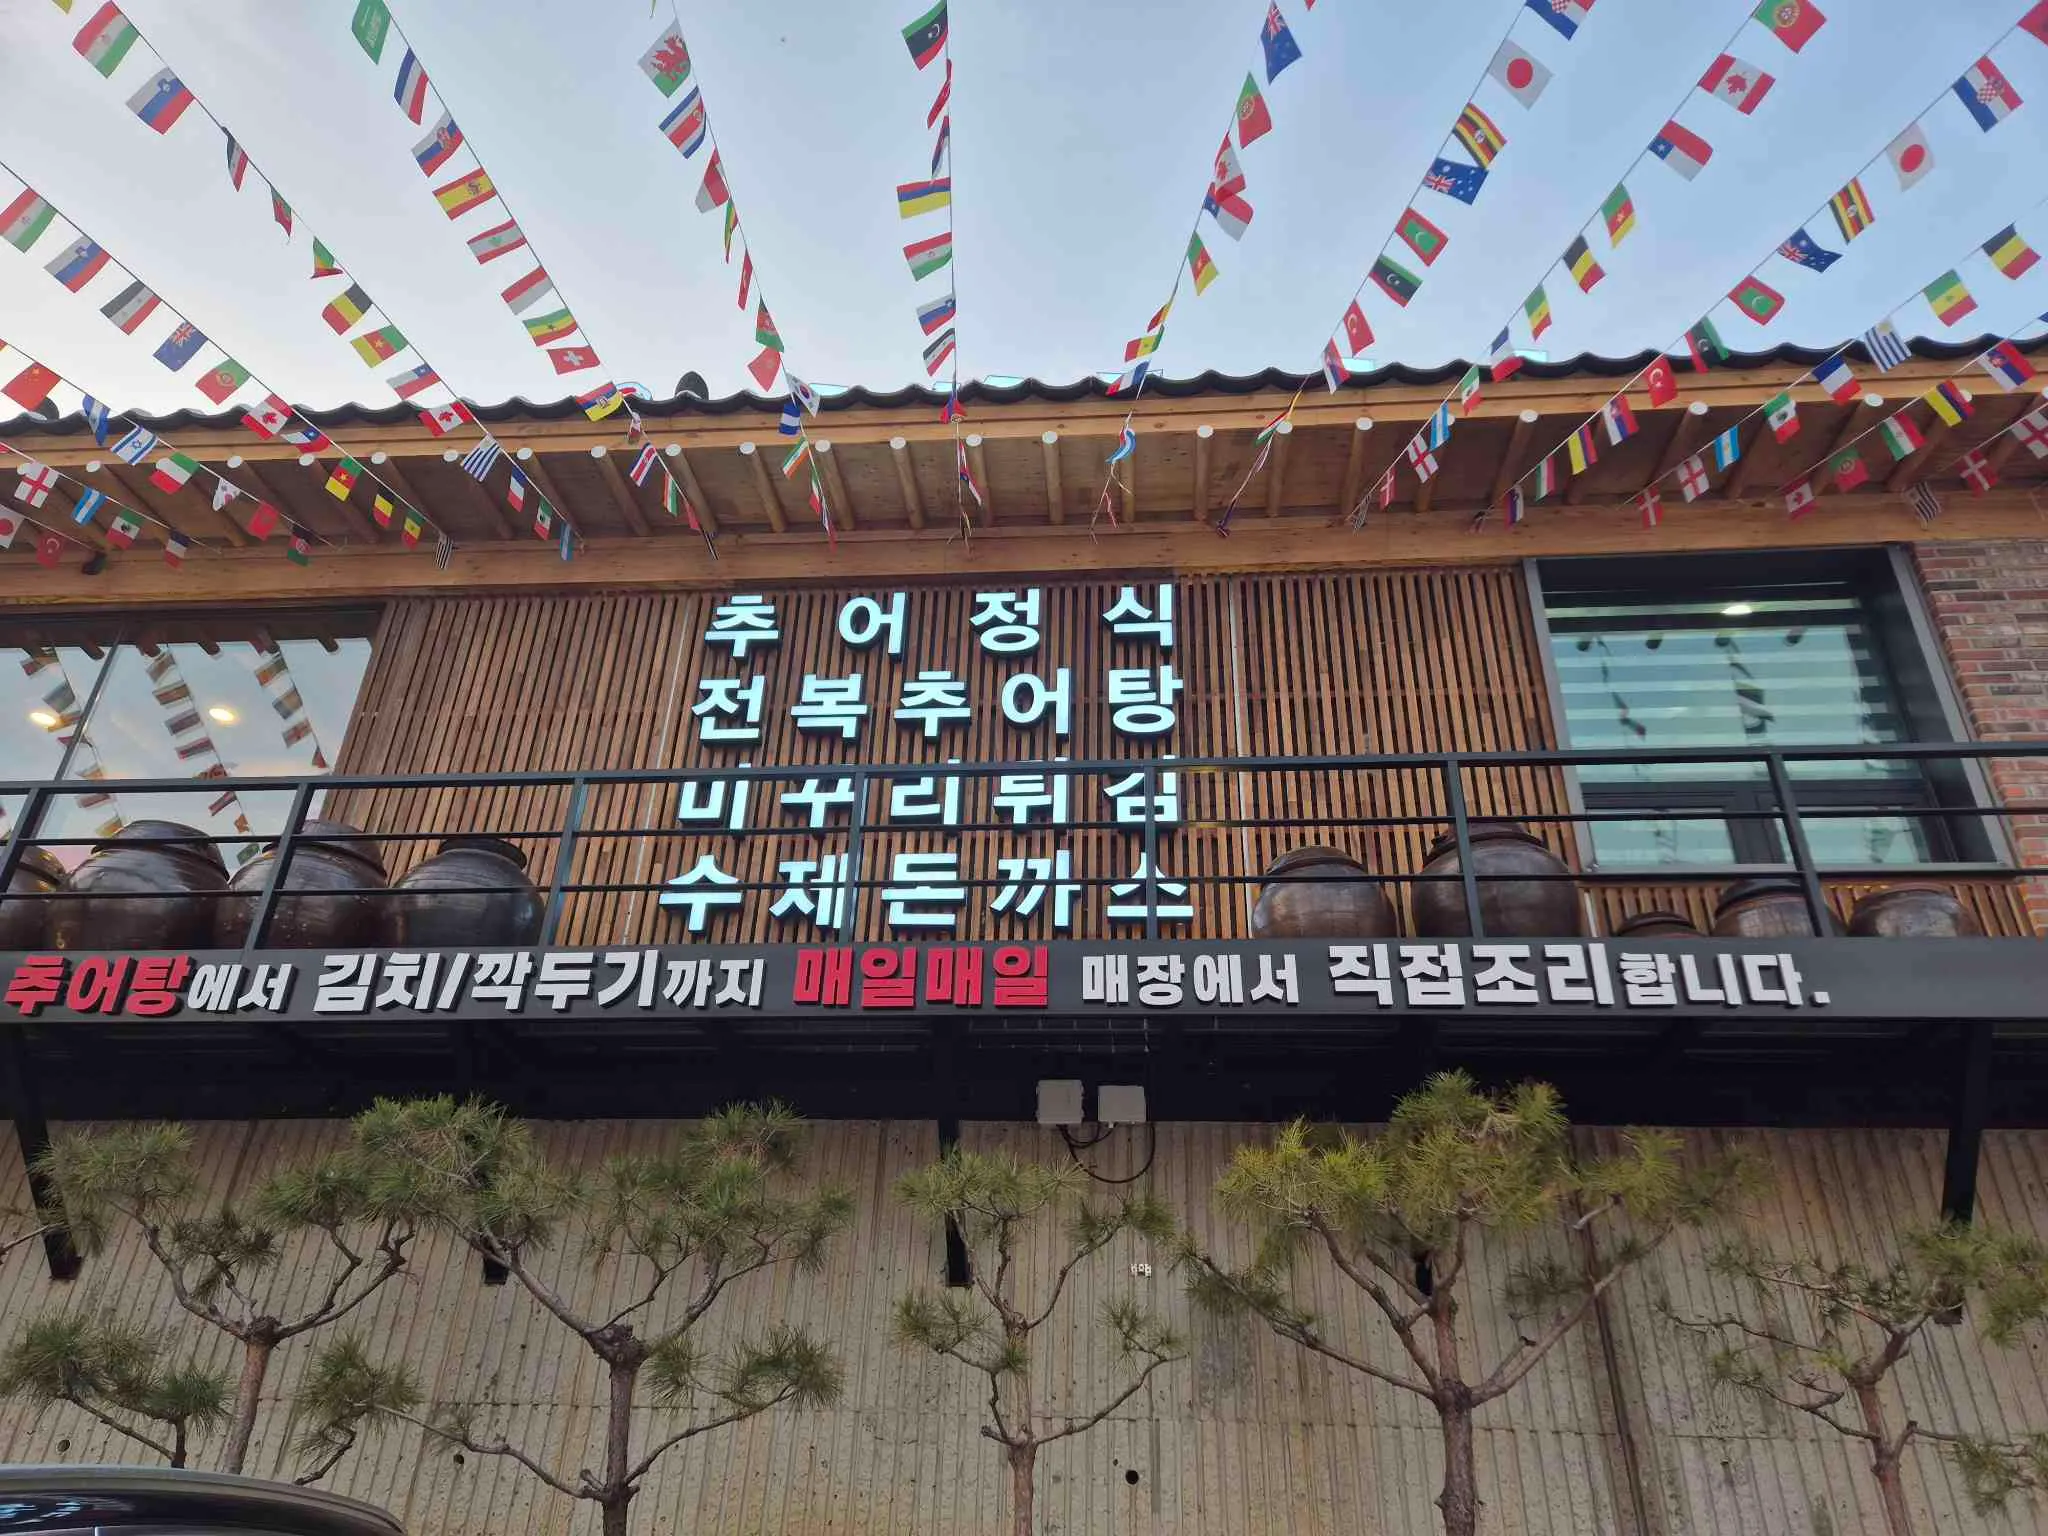 추어정식
전복추어탕
미꾸리튀김
수제돈까스
추어탕에서 김치/깍두기까지 매일매일 매장에서 직접조리합니다.